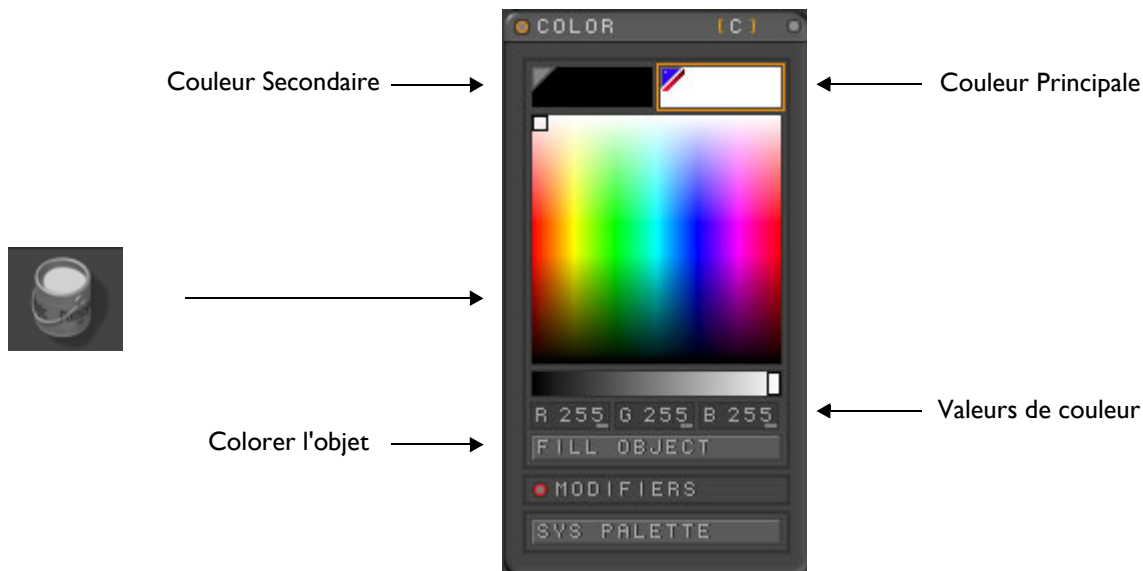 COLOR [C]
Couleur Secondaire
Couleur Principale
R 255 G 255 B 255
Valeurs de couleur
Colorer l'objet
FILL OBJECT
MODIFIERS
SYS PALETTE